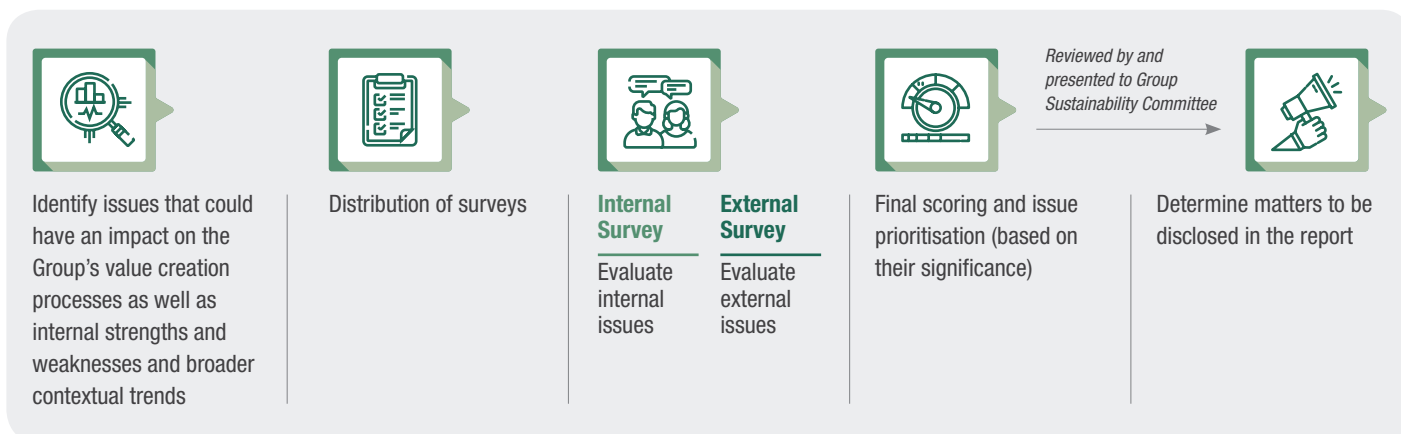 Identify issues that could
have an impact on the
Group’s value creation
processes as well as
internal strengths and
weaknesses and broader
contextual trends
Distribution of surveys
Internal
Survey
Evaluate
internal
issues
External
Survey
Evaluate
external
issues
Final scoring and issue
prioritisation (based on
their significance)
Reviewed by and
presented to Group
Sustainability Committee
Determine matters to be
disclosed in the report